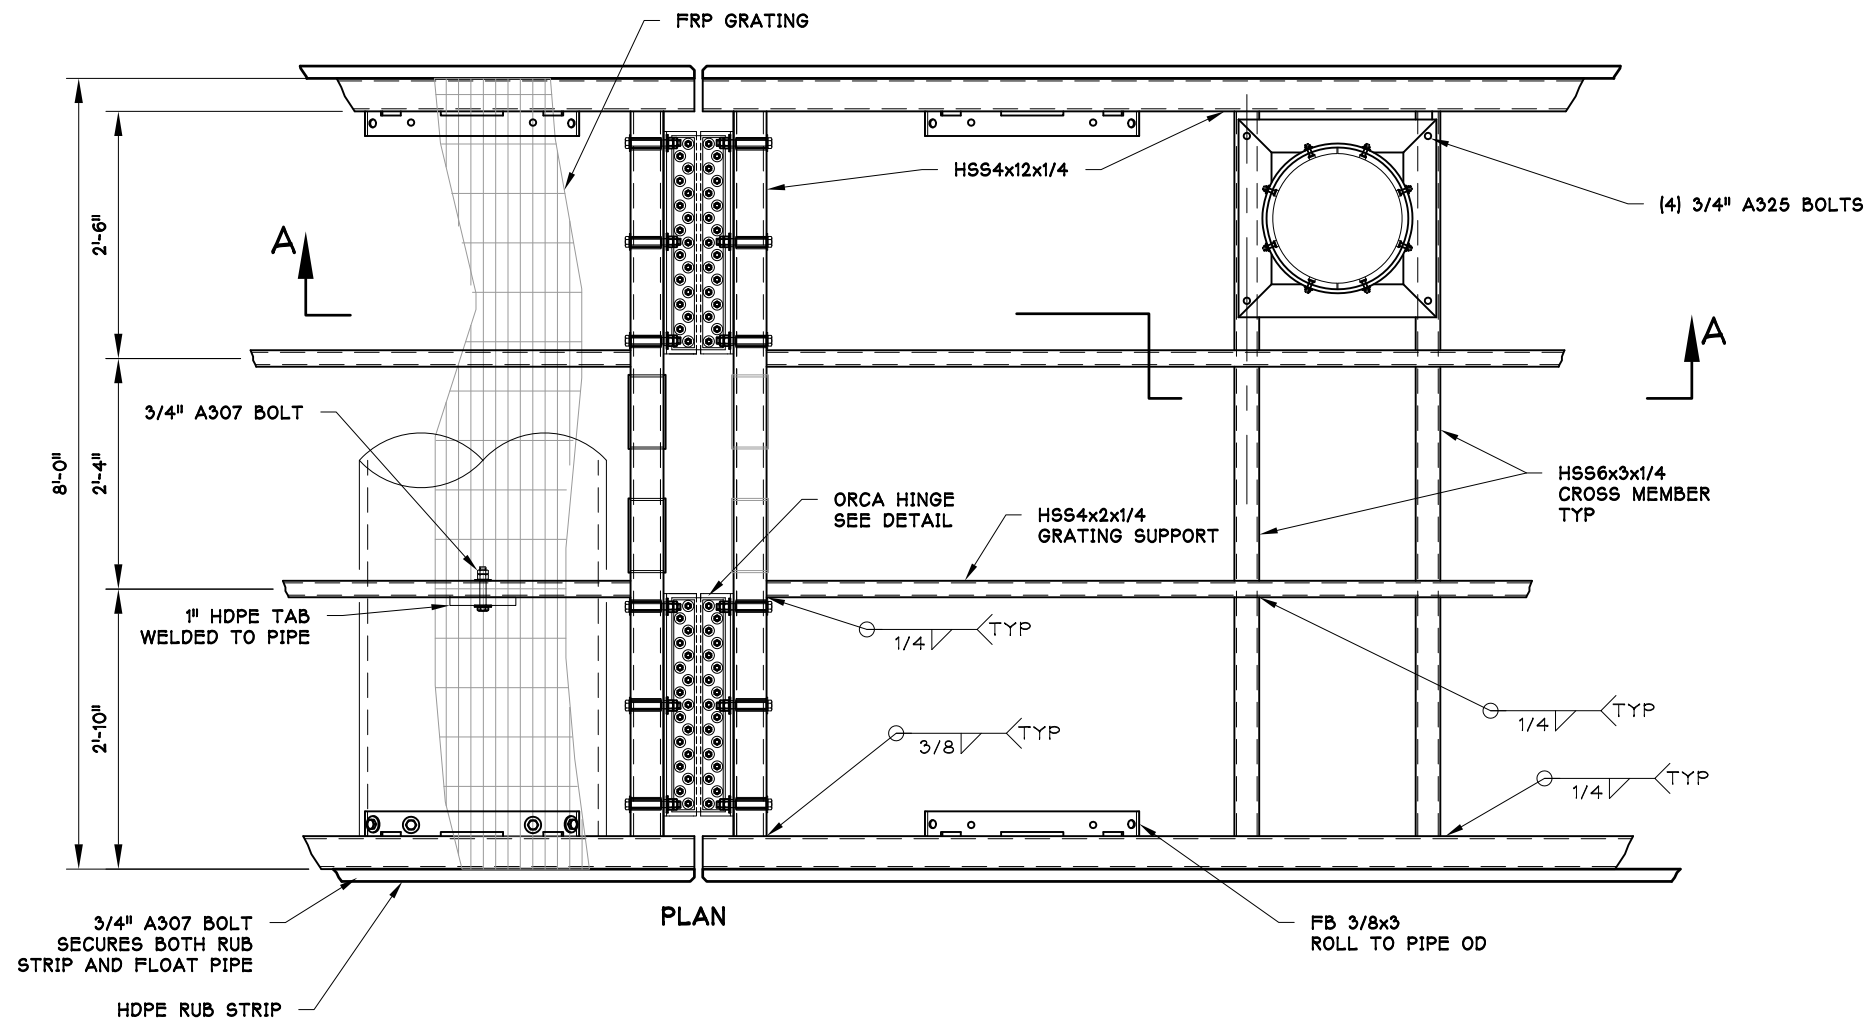 FRP GRATING
HSS4x12x1/4
(4) 3/4" A325 BOLTS
2'-6"
A
A
3/4" A307 BOLT
8'-0"
2'-4"
HSS6x3x1/4
CROSS MEMBER
TYP
ORCA HINGE
SEE DETAIL
HSS4x2x1/4
GRATING SUPPORT
1" HDPE TAB
WELDED TO PIPE
1/4 TYP
2'-10"
1/4 TYP
3/8 TYP
1/4 TYP
PLAN
3/4" A307 BOLT
SECURES BOTH RUB
STRIP AND FLOAT PIPE
FB 3/8x3
ROLL TO PIPE OD
HDPE RUB STRIP